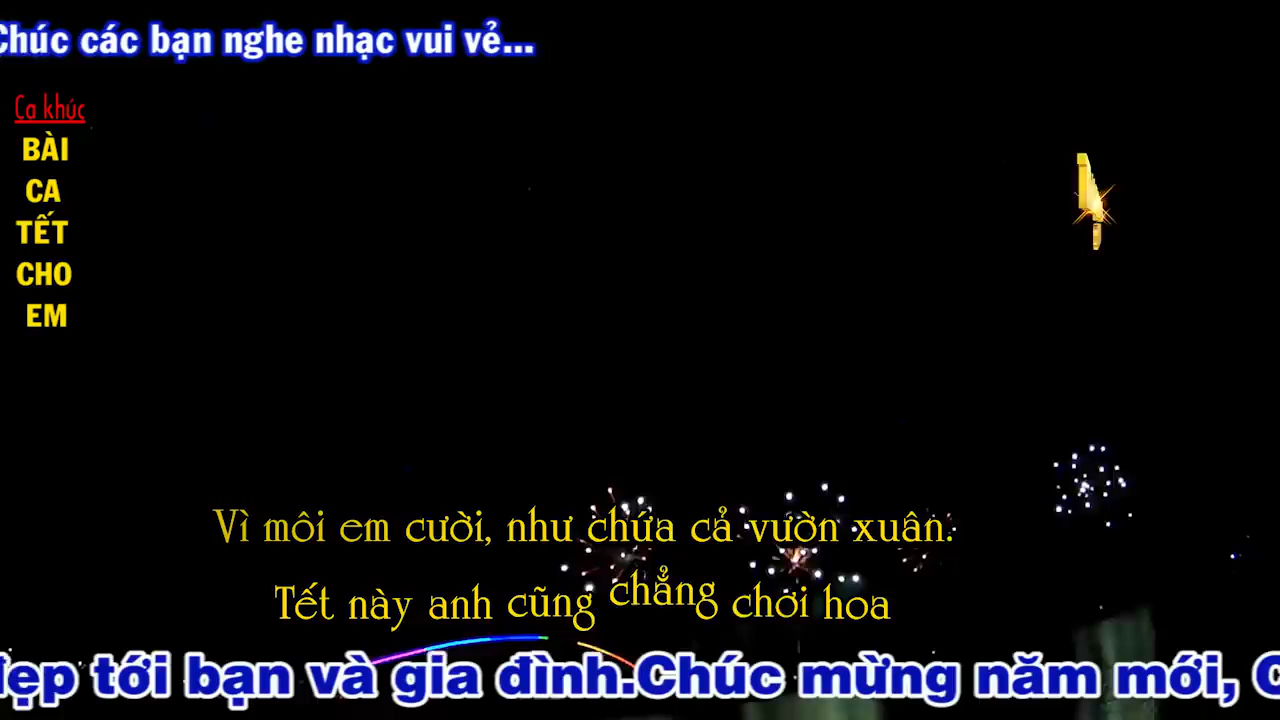 Chúc các bạn nghe nhạc vui vẻ...
Ca khúc
BÀI
CA
TẾT
CHO
EM
Vì môi em cười, như chứa cả vườn xuân.
Tết này anh cũng chẳng chơi hoa
đẹp tới bạn và gia đình.Chúc mừng năm mới, C